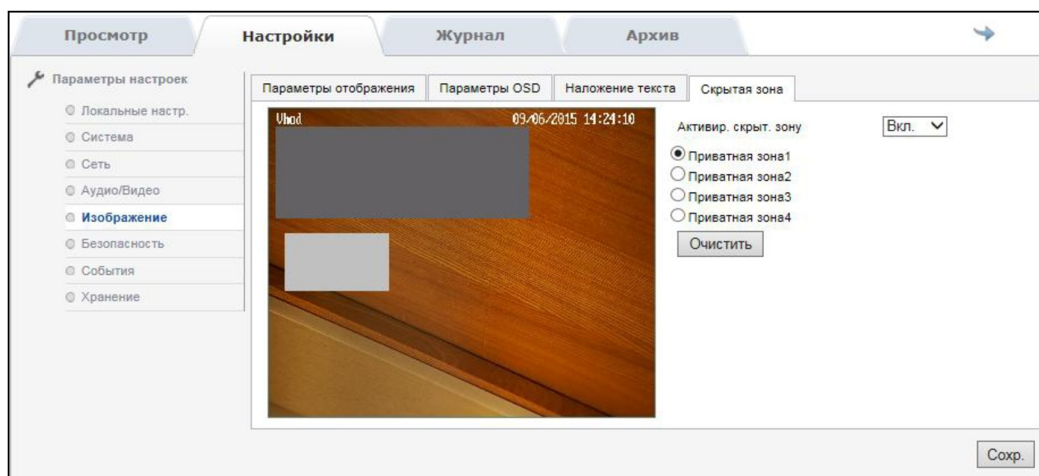 Просмотр Настройки Журнал Архив
Параметры настроек
Локальные настр.
Система
Сеть
Аудио/Видео
Изображение
Безопасность
События
Хранение
Параметры отображения Параметры OSD Наложение текста Скрытая зона
Vhod 09/06/2015 14:24:10
Активир. скрыт. зону Вкл.
Приватная зона1
Приватная зона2
Приватная зона3
Приватная зона4
Очистить
Сохр.